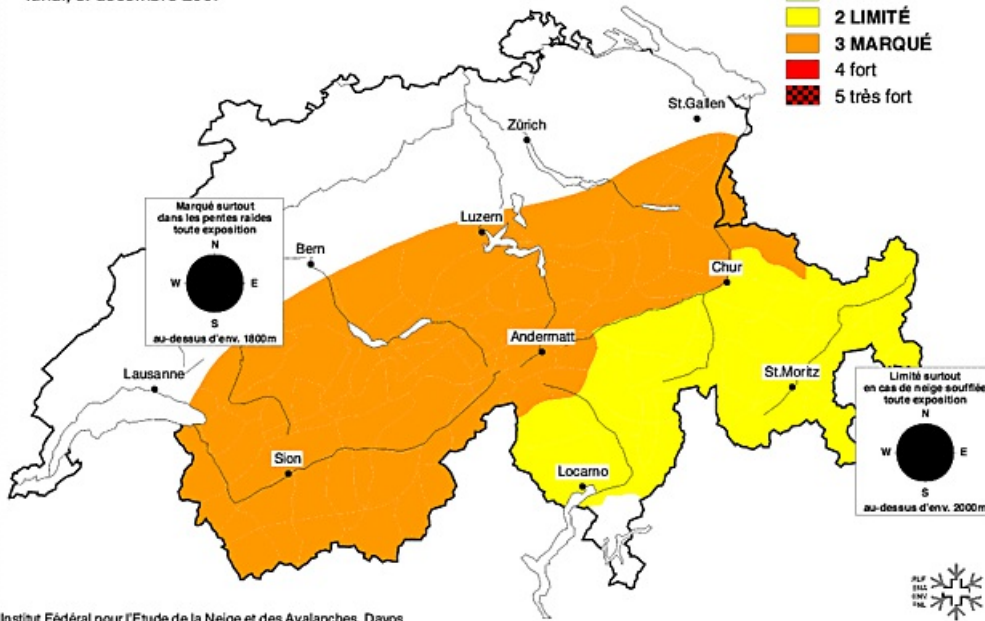 2 LIMITÉ
3 MARQUÉ
4 fort
5 très fort
St.Gallen
Zürich
Marqué surtout
dans les pentes raides
toute exposition
N
W E
S
au-dessus d'env. 1800m
Luzern
Bern
Chur
Andermatt
Lausanne
St.Moritz
Limité surtout
en cas de neige soufflée
toute exposition
N
W E
S
au-dessus d'env. 2000m
Sion
Locarno
SLF
ENA
SNL
Institut Fédéral pour l'Etude de la Neige et des Avalanches, Davos